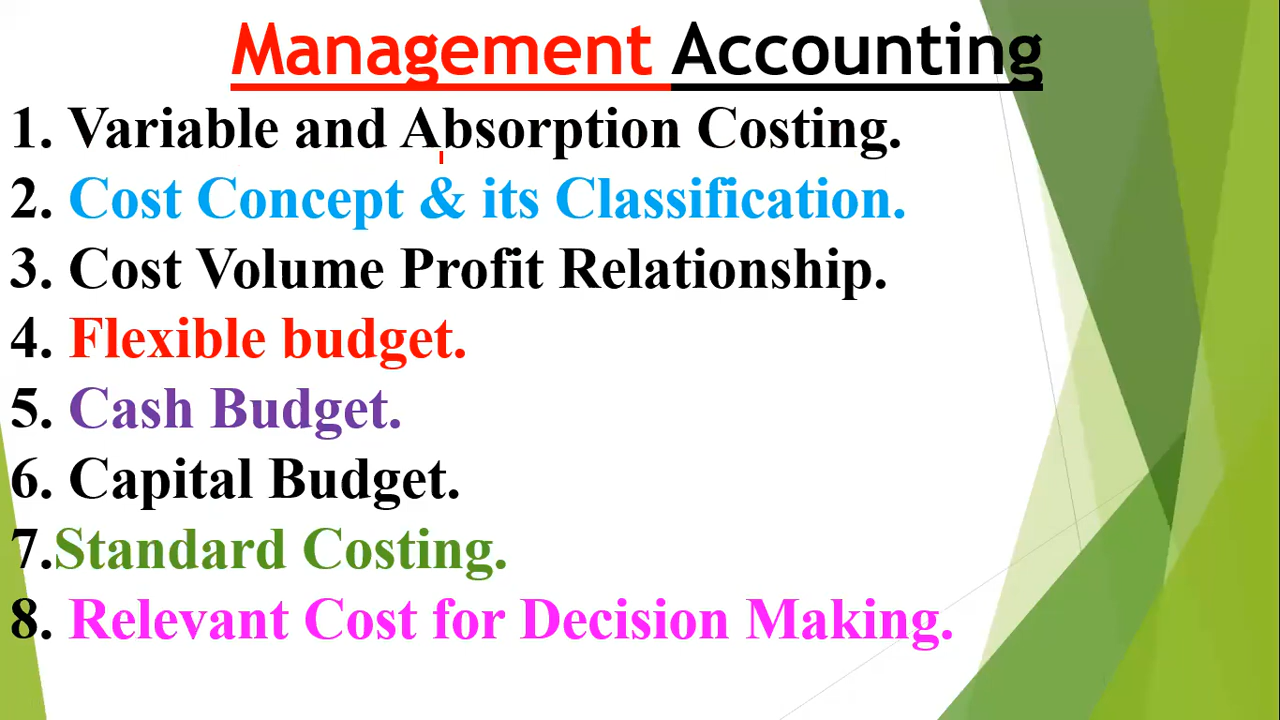 Management Accounting
1. Variable and Absorption Costing.
2. Cost Concept & its Classification.
3. Cost Volume Profit Relationship.
4. Flexible budget.
5. Cash Budget.
6. Capital Budget.
7.Standard Costing.
8. Relevant Cost for Decision Making.